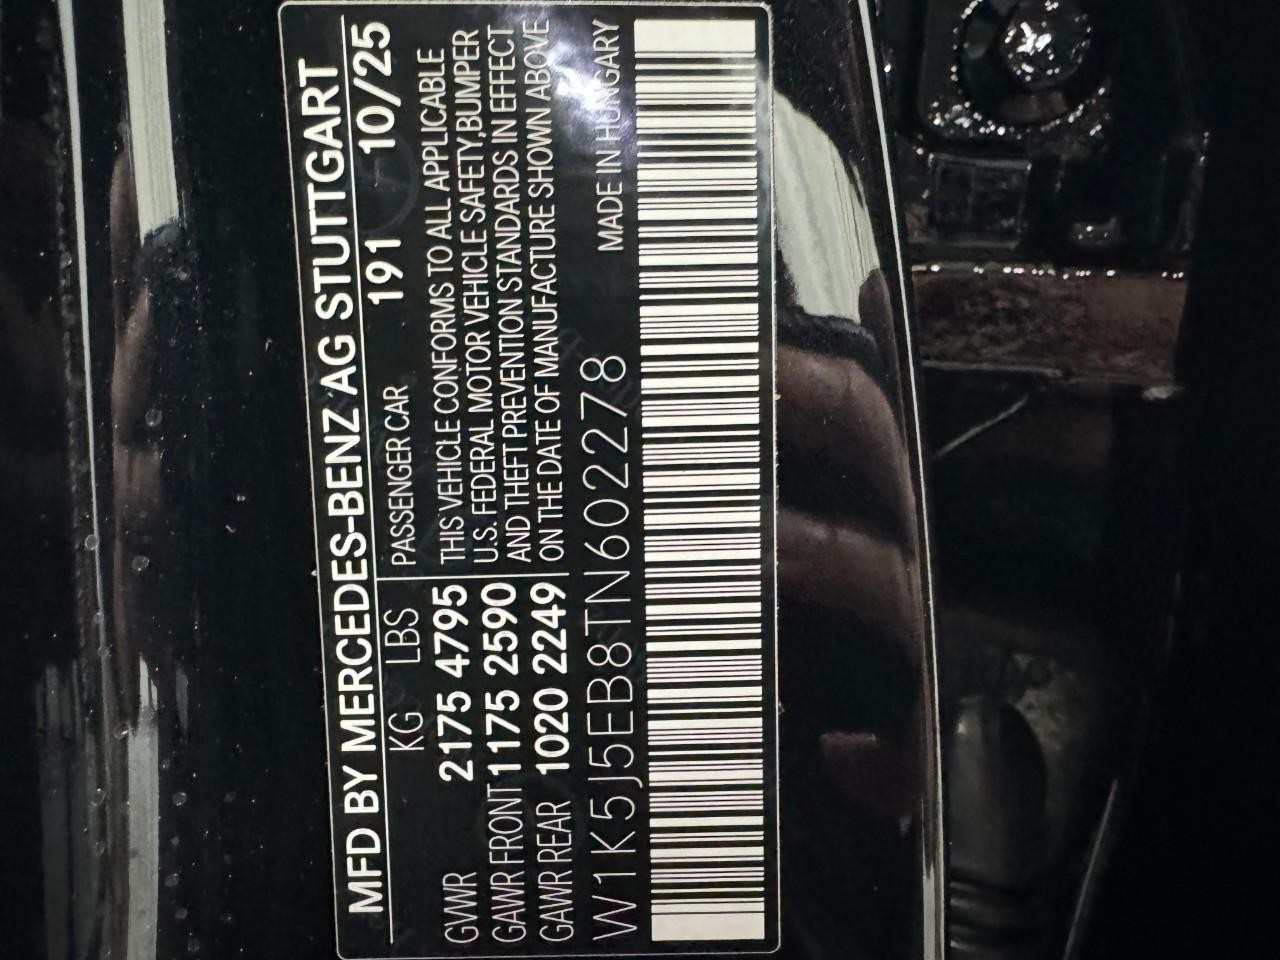 MFD BY MERCEDES-BENZ AG STUTTGART
KG LBS PASSENGER CAR 191 10/25
GVWR 2175 4795
GAWR FRONT 1175 2590
GAWR REAR 1020 2249
THIS VEHICLE CONFORMS TO ALL APPLICABLE
U.S. FEDERAL MOTOR VEHICLE SAFETY,BUMPER
AND THEFT PREVENTION STANDARDS IN EFFECT
ON THE DATE OF MANUFACTURE SHOWN ABOVE
W1K5J5EB8TN602278 MADE IN HUNGARY